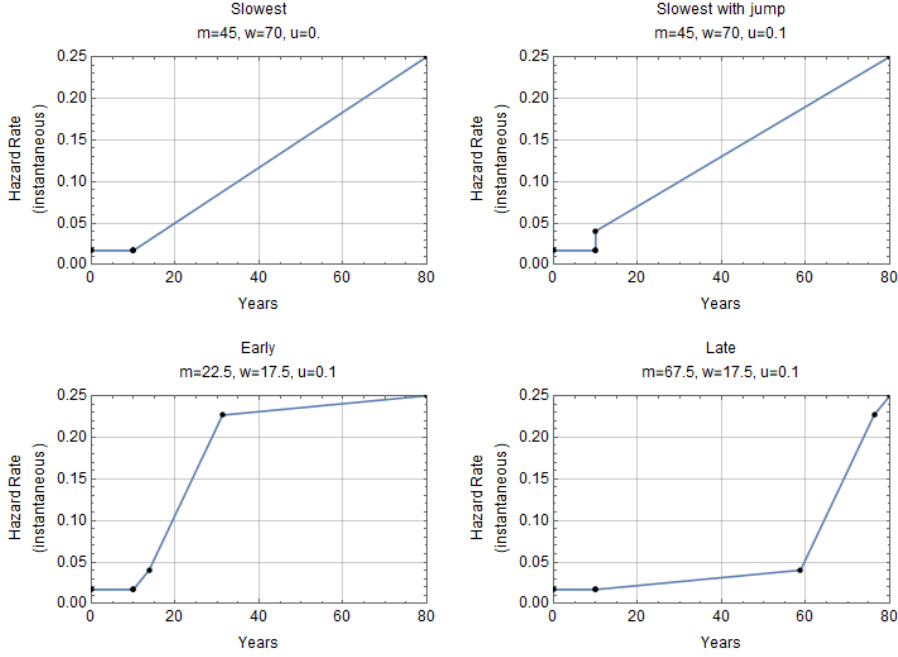 Slowest
m=45, w=70, u=0.
Hazard Rate
(instantaneous)
0.25
0.20
0.15
0.10
0.05
0.00
0 20 40 60 80
Years
Slowest with jump
m=45, w=70, u=0.1
Hazard Rate
(instantaneous)
0.25
0.20
0.15
0.10
0.05
0.00
0 20 40 60 80
Years
Early
m=22.5, w=17.5, u=0.1
Hazard Rate
(instantaneous)
0.25
0.20
0.15
0.10
0.05
0.00
0 20 40 60 80
Years
Late
m=67.5, w=17.5, u=0.1
Hazard Rate
(instantaneous)
0.25
0.20
0.15
0.10
0.05
0.00
0 20 40 60 80
Years